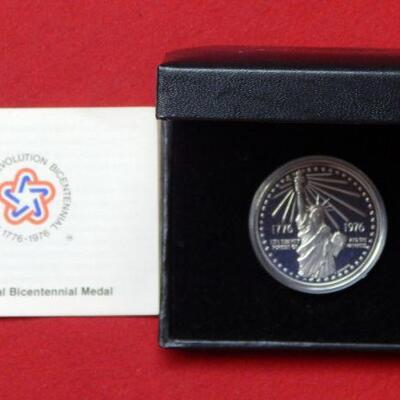 EVOLUTION BICENTENNIAL
1776-1976
al Bicentennial Medal
1776
1976